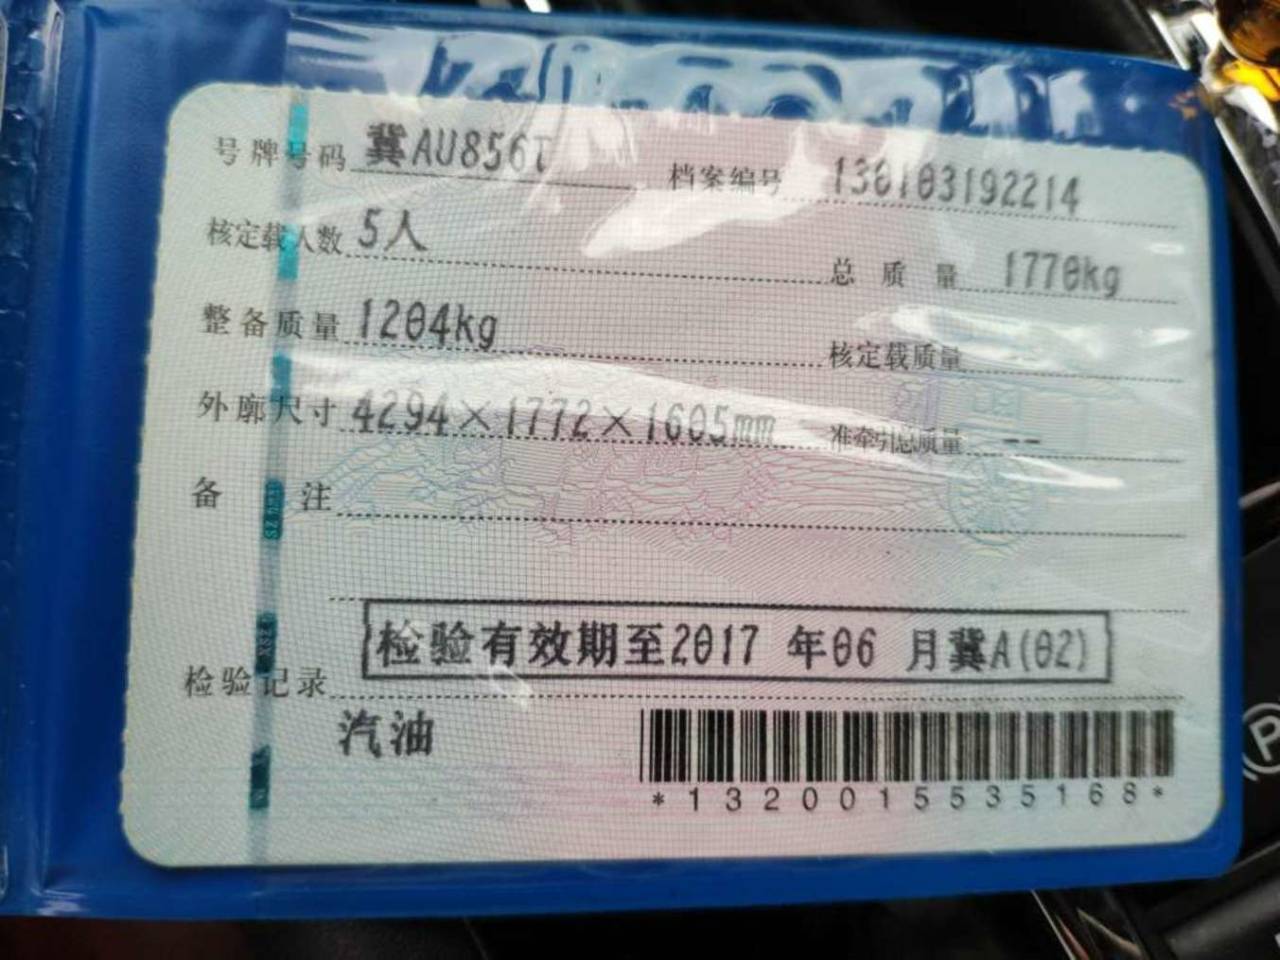 号牌号码 冀AU856T 档案编号 130103192214
核定载人数 5人 总质量 1770kg
整备质量 1204kg 核定载质量 --
外廓尺寸 4294×1772×1605mm 准牵引总质量 --
备注
检验记录 检验有效期至2017 年06 月冀A(02)
汽油
*1320015535168*
P